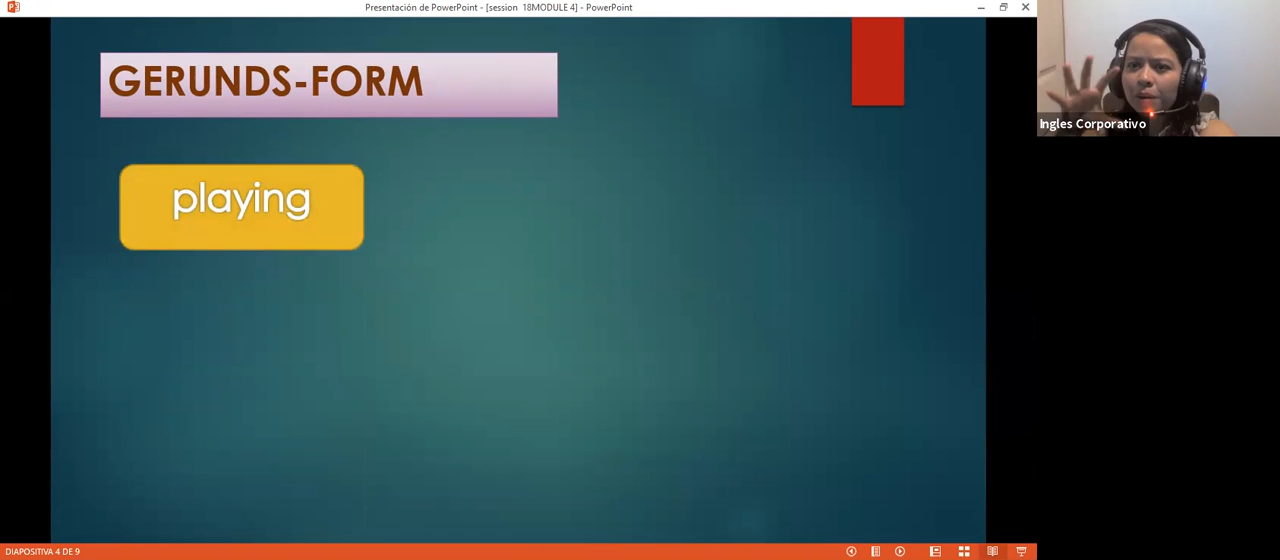 Presentación de PowerPoint - [session 18MODULE 4] - PowerPoint
GERUNDS-FORM
playing
Ingles Corporativo
DIAPOSITIVA 4 DE 9